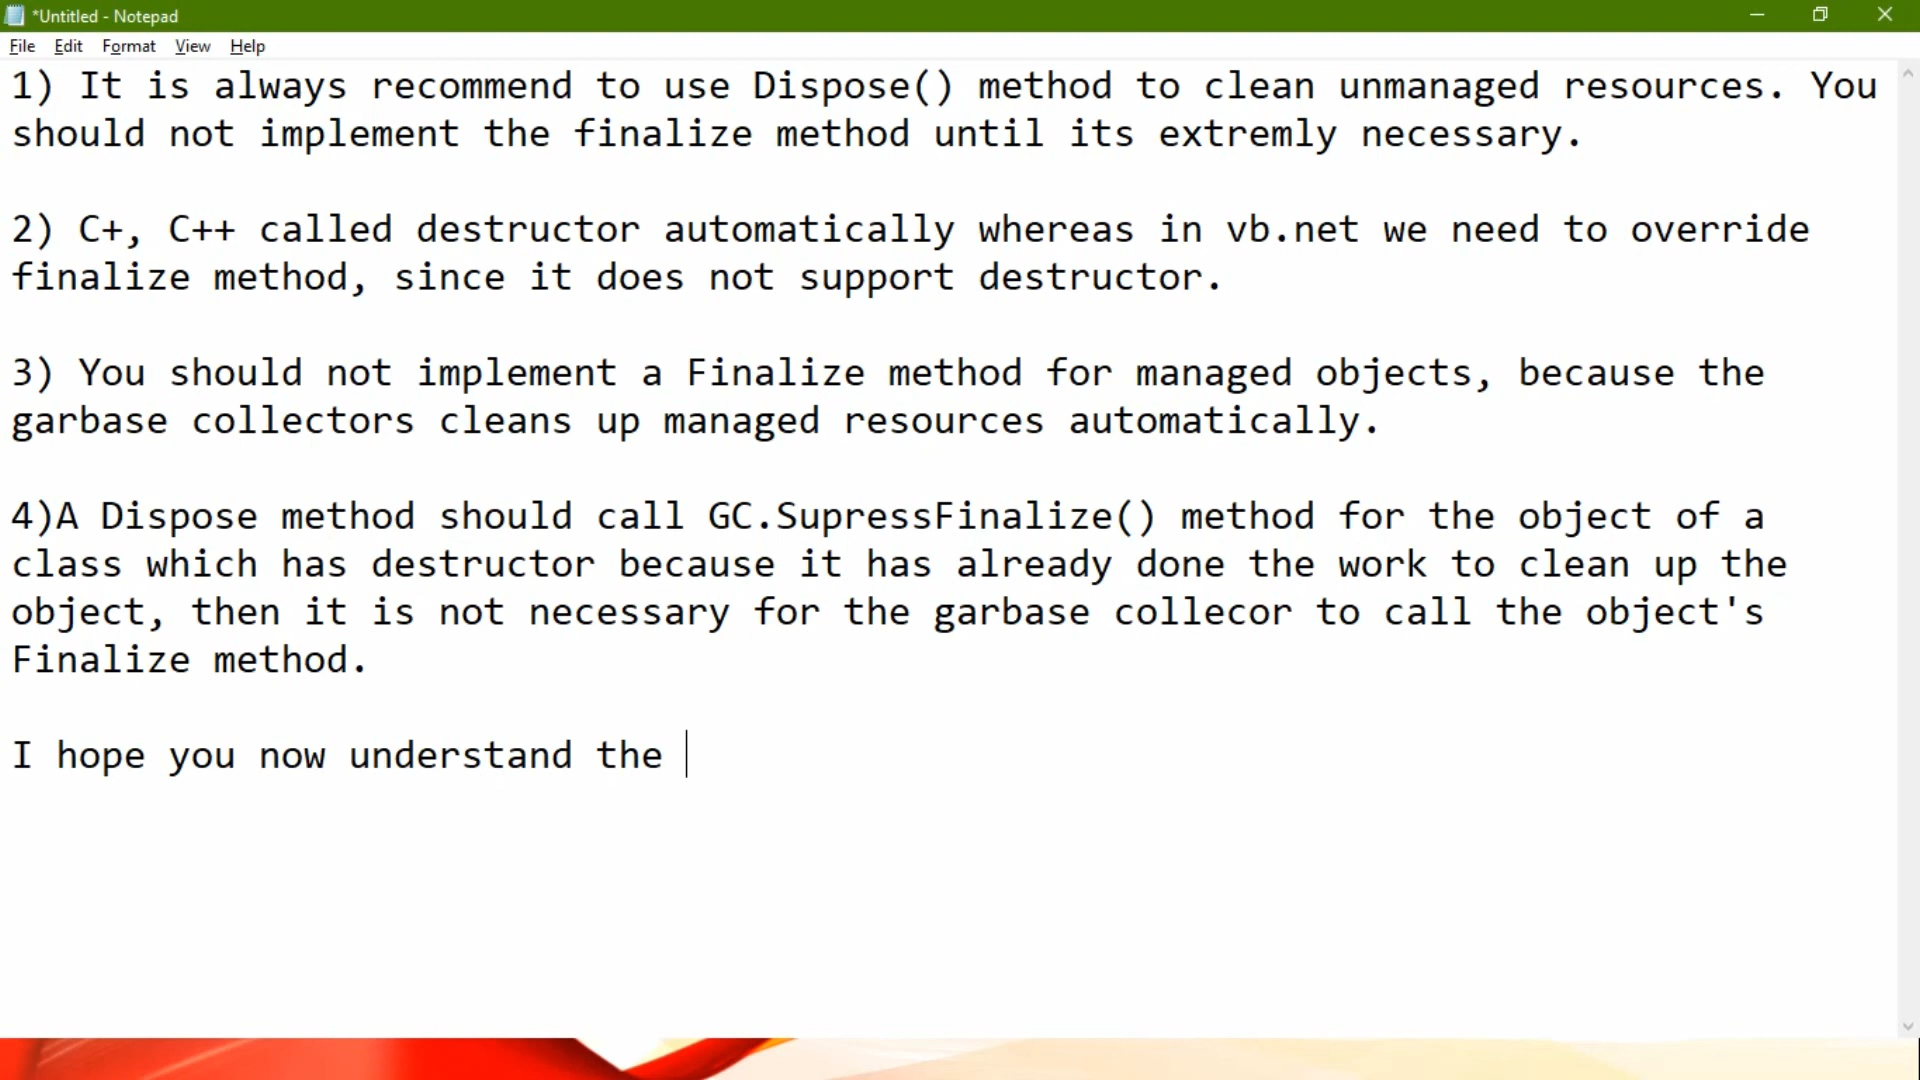 *Untitled - Notepad
File Edit Format View Help
1) It is always recommend to use Dispose() method to clean unmanaged resources. You
should not implement the finalize method until its extremly necessary.
2) C+, C++ called destructor automatically whereas in vb.net we need to override
finalize method, since it does not support destructor.
3) You should not implement a Finalize method for managed objects, because the
garbase collectors cleans up managed resources automatically.
4)A Dispose method should call GC.SupressFinalize() method for the object of a
class which has destructor because it has already done the work to clean up the
object, then it is not necessary for the garbase collecor to call the object's
Finalize method.
I hope you now understand the